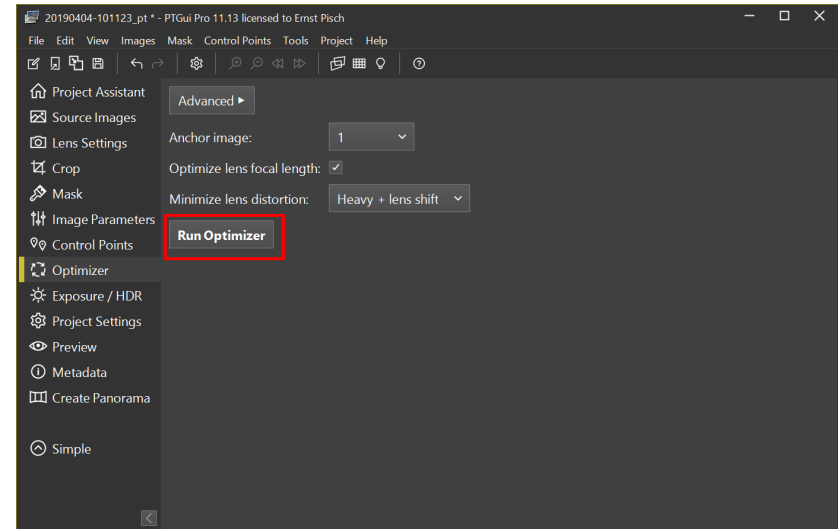 20190404-101123_pt * - PTGui Pro 11.13 licensed to Ernst Pisch
File Edit View Images Mask Control Points Tools Project Help
Project Assistant
Source Images
Lens Settings
Crop
Mask
Image Parameters
Control Points
Optimizer
Exposure / HDR
Project Settings
Preview
Metadata
Create Panorama
Simple
Advanced
Anchor image: 1
Optimize lens focal length:
Minimize lens distortion: Heavy + lens shift
Run Optimizer